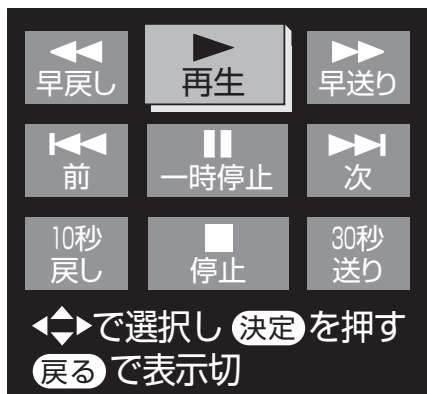 早戻し 再生 早送り
前 一時停止 次
10秒 30秒
戻し 停止 送り
で選択し 決定 を押す
戻る で表示切